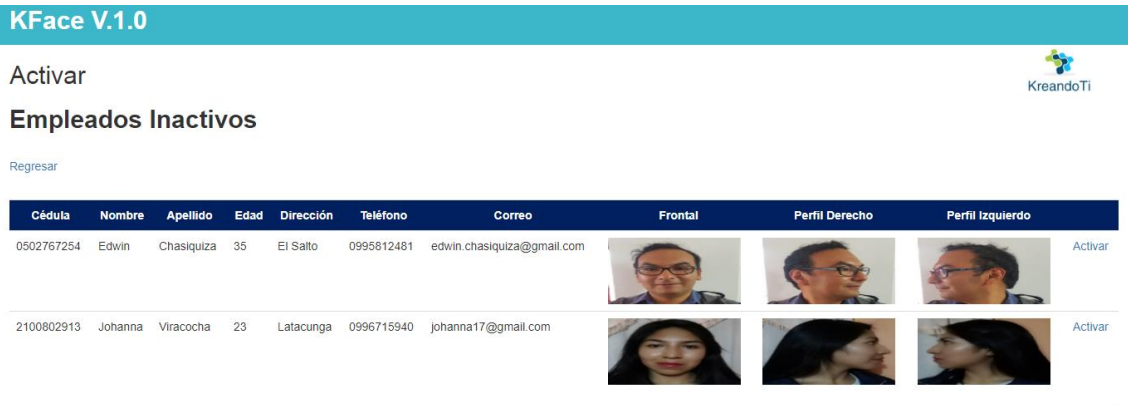 KFace V.1.0
KreandoTi
Activar
Empleados Inactivos
Regresar
Cédula Nombre Apellido Edad Dirección Teléfono Correo Frontal Perfil Derecho Perfil Izquierdo
0502767254 Edwin Chasiquiza 35 El Salto 0995812481 edwin.chasiquiza@gmail.com Activar
2100802913 Johanna Viracocha 23 Latacunga 0996715940 johanna17@gmail.com Activar